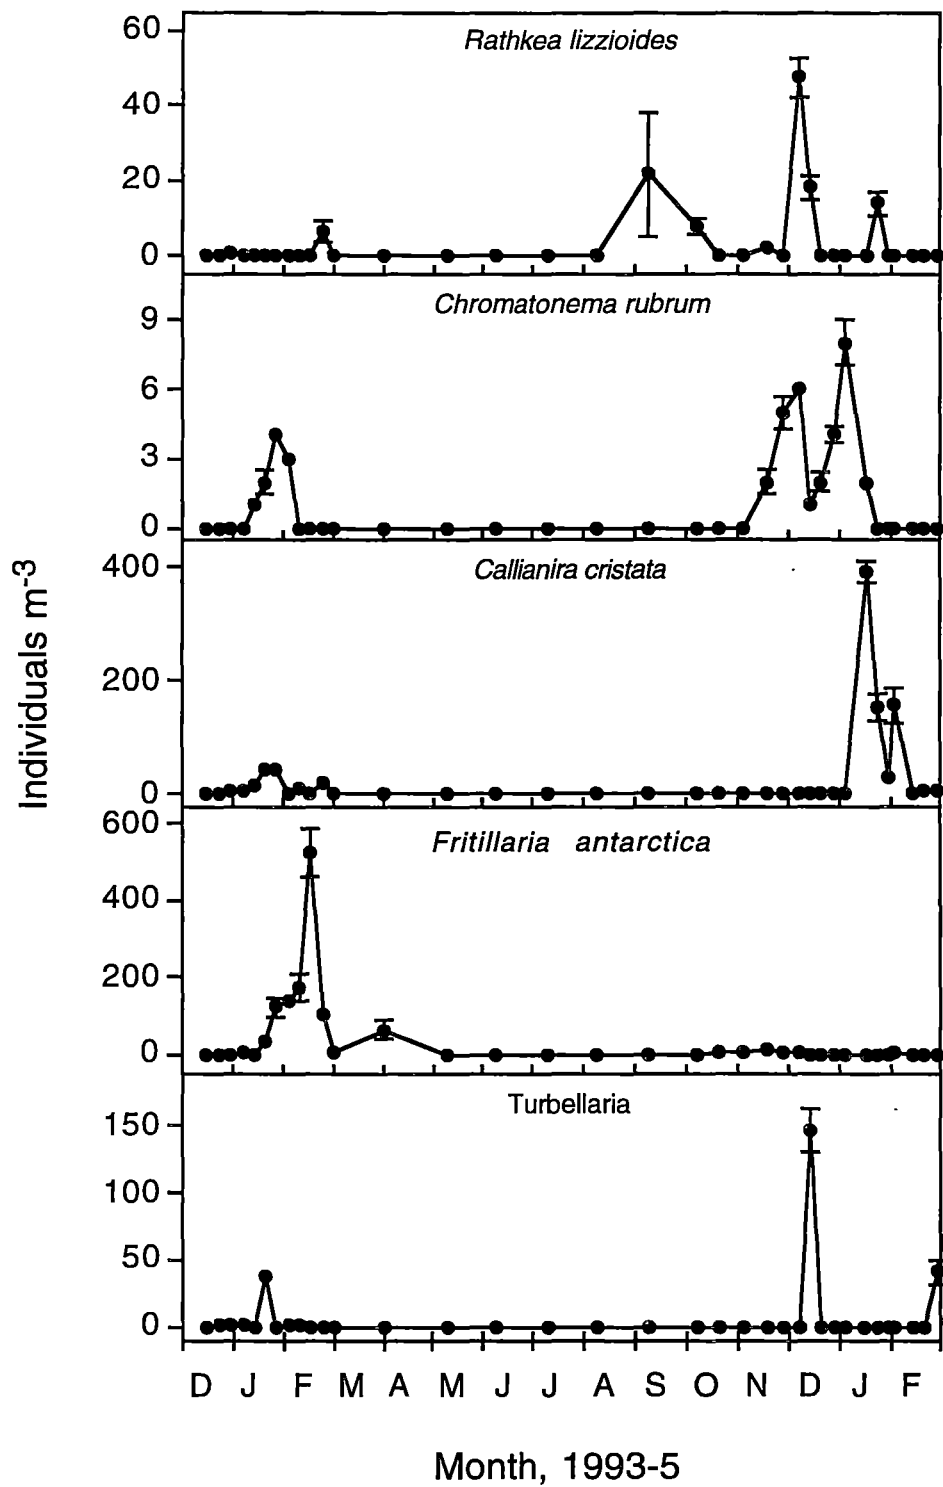 Rathkea lizzioides
60
40
20
0
Chromatonema rubrum
9
6
3
0
Callianira cristata
400
200
0
Fritillaria antarctica
600
400
200
0
Turbellaria
150
100
50
0
Individuals m-3
D J F M A M J J A S O N D J F
Month, 1993-5